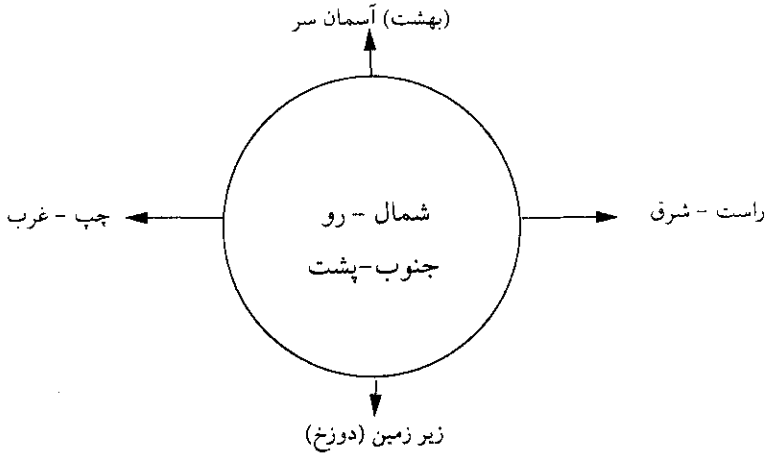 (بهشت) آسمان سر
راست - شرق
شمال - رو
چپ - غرب
جنوب-پشت
زیر زمین (دوزخ)